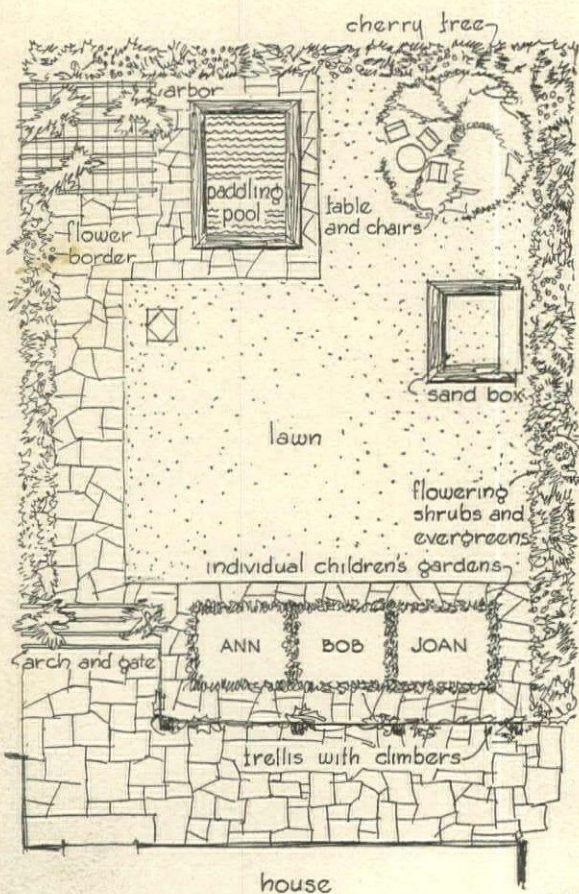 cherry tree
arbor
paddling
pool
table
and chairs
flower
border
sand box
lawn
flowering
shrubs and
evergreens
individual children's gardens
ANN
BOB
JOAN
arch and gate
trellis with climbers
house